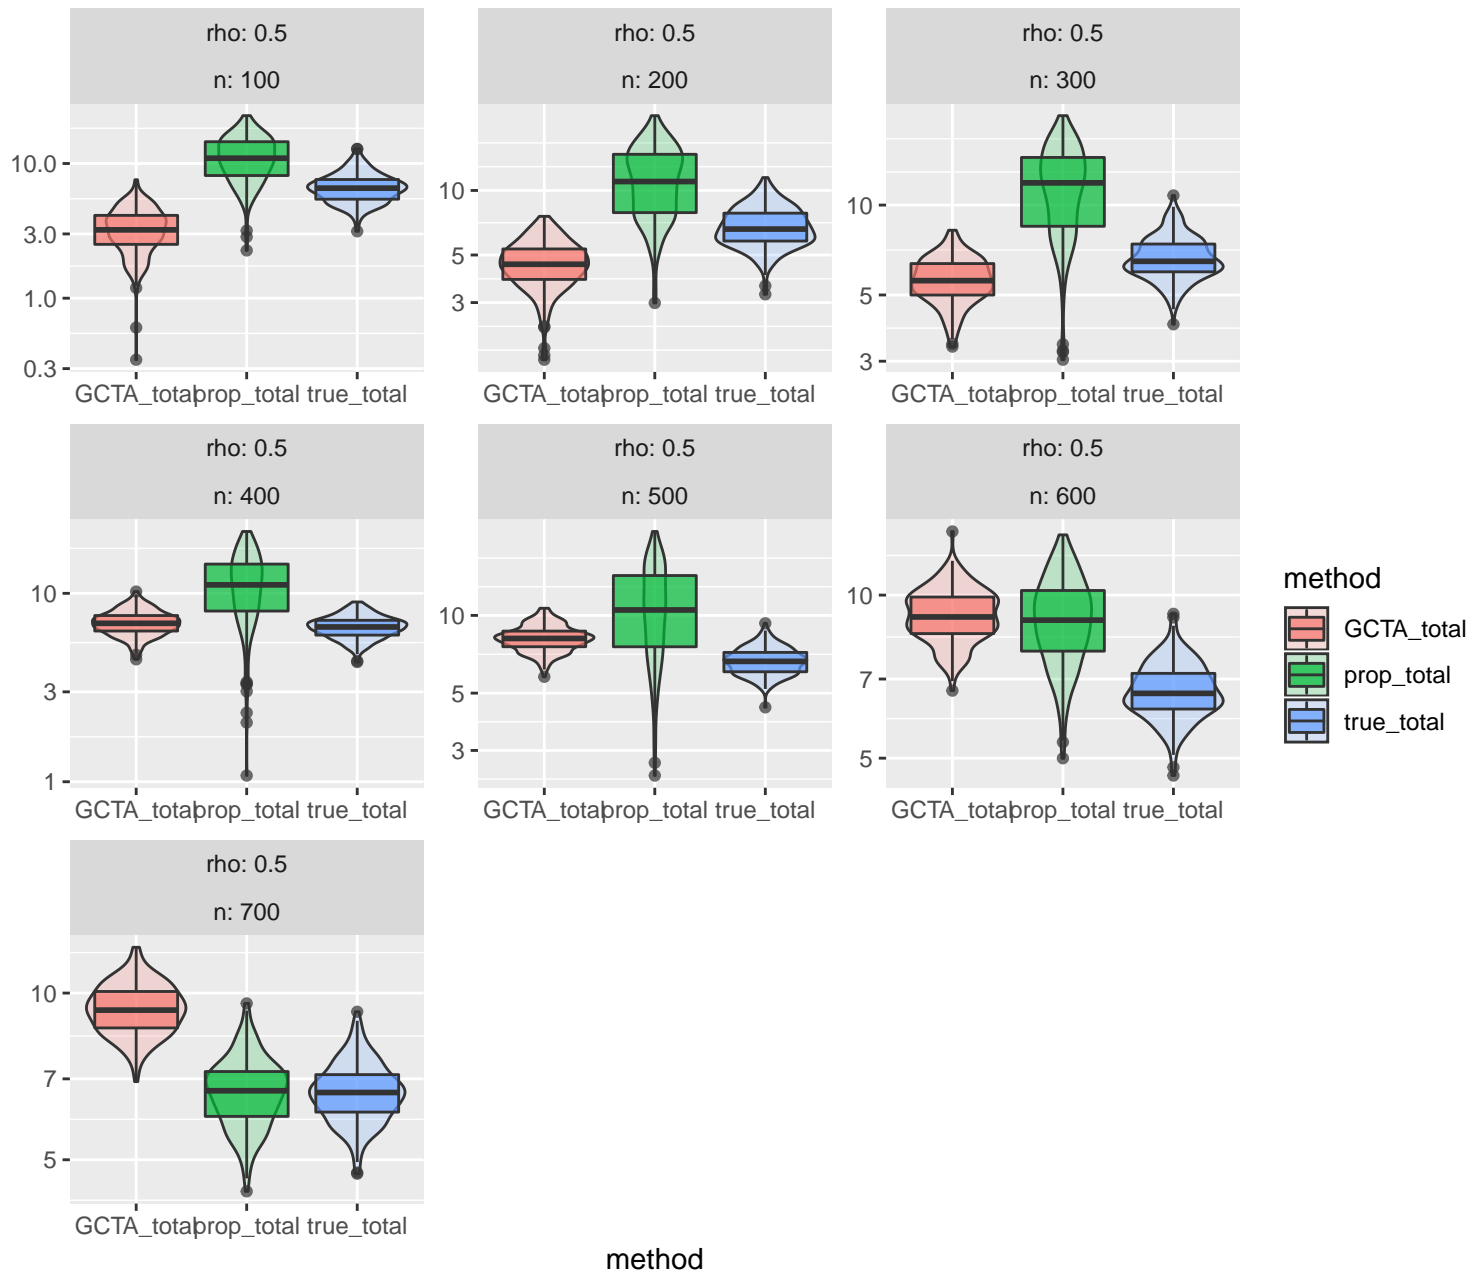 rho: 0.5 rho: 0.5 rho: 0.5
n: 100 n: 200 n: 300
10.0
3.0
1.0
0.3
10
5
3
10
5
3
GCTA_total prop_total true_total GCTA_total prop_total true_total GCTA_total prop_total true_total
rho: 0.5 rho: 0.5 rho: 0.5
n: 400 n: 500 n: 600
10
3
1
10
5
3
10
7
5
GCTA_total prop_total true_total GCTA_total prop_total true_total GCTA_total prop_total true_total
rho: 0.5
n: 700
10
7
5
GCTA_total prop_total true_total
method
method
GCTA_total
prop_total
true_total